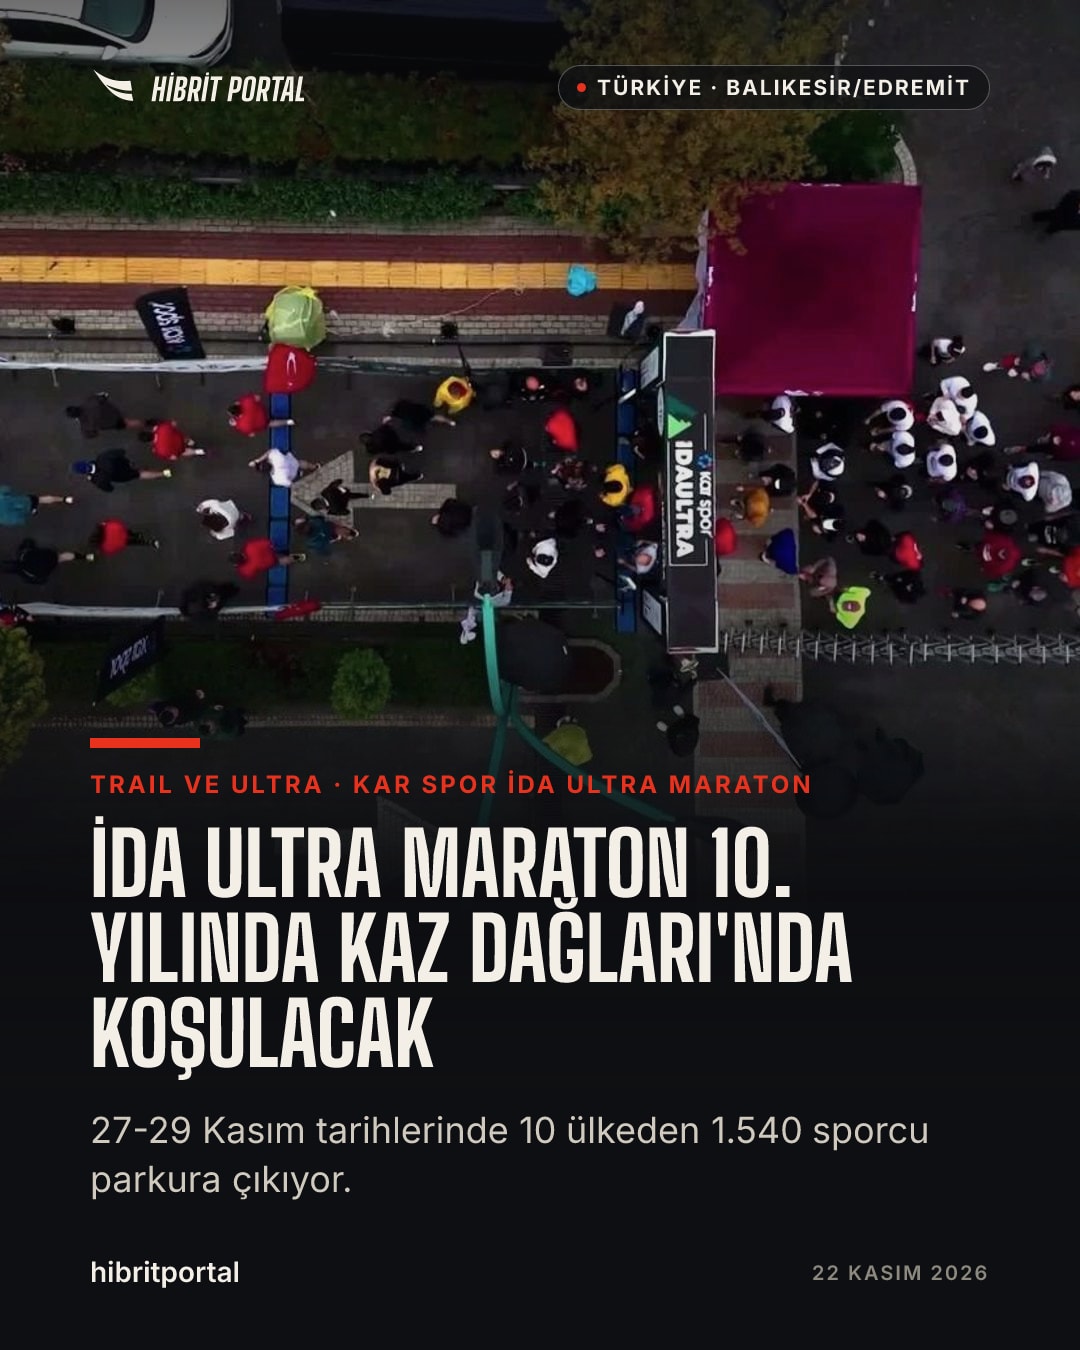 HİBRİT PORTAL
TÜRKİYE · BALIKESİR/EDREMİT
kar spor
kar spor
IDAULTRA
TRAIL VE ULTRA · KAR SPOR İDA ULTRA MARATON
İDA ULTRA MARATON 10.
YILINDA KAZ DAĞLARI'NDA
KOŞULACAK
27-29 Kasım tarihlerinde 10 ülkeden 1.540 sporcu
parkura çıkıyor.
hibritportal
22 KASIM 2026